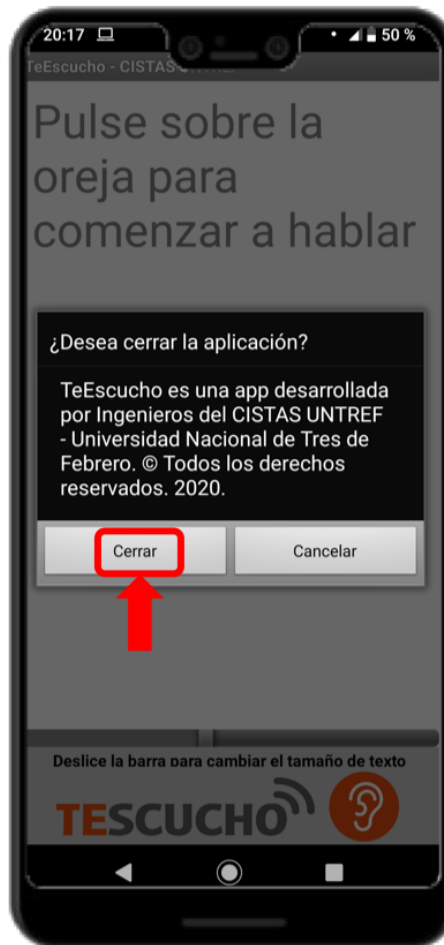 20:17 50 %
TeEscucho - CISTAS UNTREF
Pulse sobre la
oreja para
comenzar a hablar
¿Desea cerrar la aplicación?
TeEscucho es una app desarrollada
por Ingenieros del CISTAS UNTREF
- Universidad Nacional de Tres de
Febrero. © Todos los derechos
reservados. 2020.
Cerrar Cancelar
Deslice la barra para cambiar el tamaño de texto
TESCUCHO